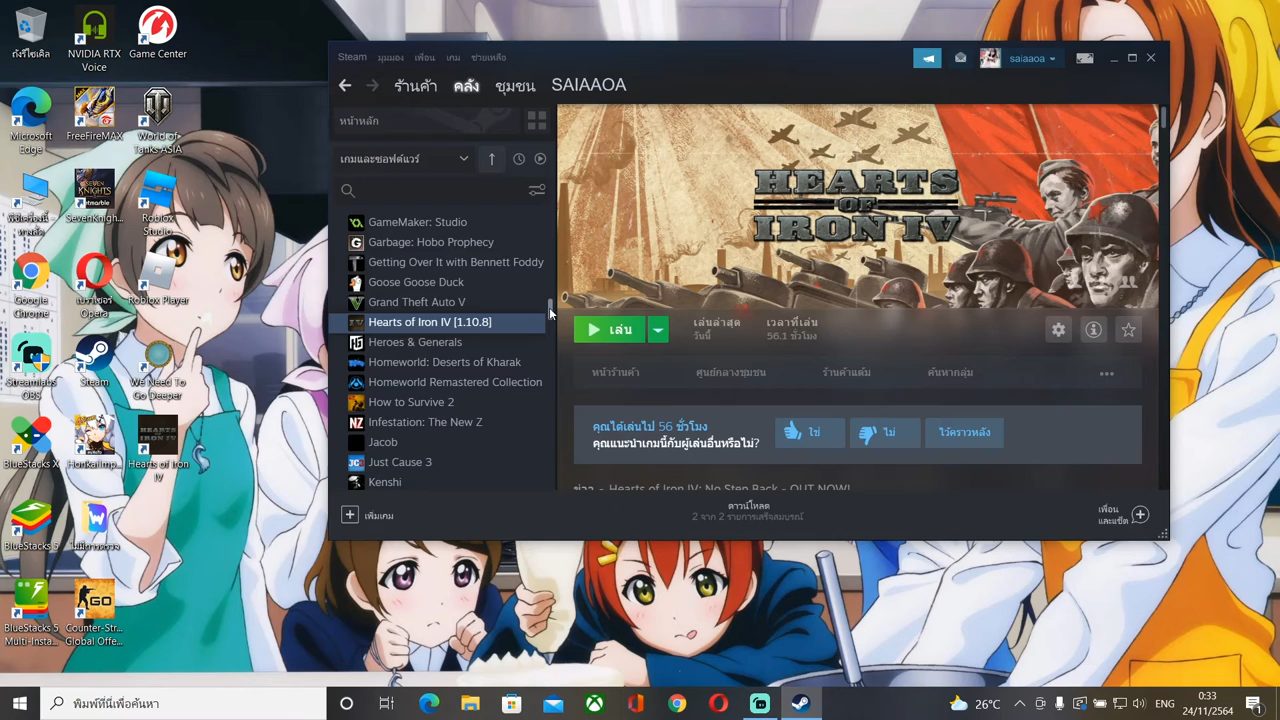 ถังรีไซเคิล
NVIDIA RTX
Voice
Game Center
Microsoft
Edge
FreeFireMAX
World of
Tanks ASIA
SevenKnigh...
Roblox
Studio
Google
Chrome
เบราว์เซอร์
Opera
Roblox Player
Streamlabs
OBS
Steam
We Need To
Go Deeper
BlueStacks X
HonkaiImp...
Hearts of Iron
IV
BlueStacks 5
BlueStacks 5
Multi-Insta...
Counter-Str...
Global Offe...
Steam มุมมอง เพื่อน เกม ช่วยเหลือ
saiaaoa
ร้านค้า คลัง ชุมชน SAIAAOA
หน้าหลัก
เกมและซอฟต์แวร์
GameMaker: Studio
Garbage: Hobo Prophecy
Getting Over It with Bennett Foddy
Goose Goose Duck
Grand Theft Auto V
Hearts of Iron IV [1.10.8]
Heroes & Generals
Homeworld: Deserts of Kharak
Homeworld Remastered Collection
How to Survive 2
Infestation: The New Z
Jacob
Just Cause 3
Kenshi
เพิ่มเกม
HEARTS
OF
IRON IV
เล่น
เล่นล่าสุด
วันนี้
เวลาที่เล่น
56.1 ชั่วโมง
หน้าร้านค้า ศูนย์กลางชุมชน ร้านค้าแต้ม ค้นหากลุ่ม
คุณได้เล่นไป 56 ชั่วโมง
คุณแนะนำเกมนี้กับผู้เล่นอื่นหรือไม่?
ใช่ ไม่ ไว้คราวหลัง
ข่าว - Hearts of Iron IV: No Step Back - OUT NOW!
ดาวน์โหลด
2 จาก 2 รายการเสร็จสมบูรณ์
เพื่อน
และแช็ต
พิมพ์ที่นี่เพื่อค้นหา
26°C
0:33
24/11/2564